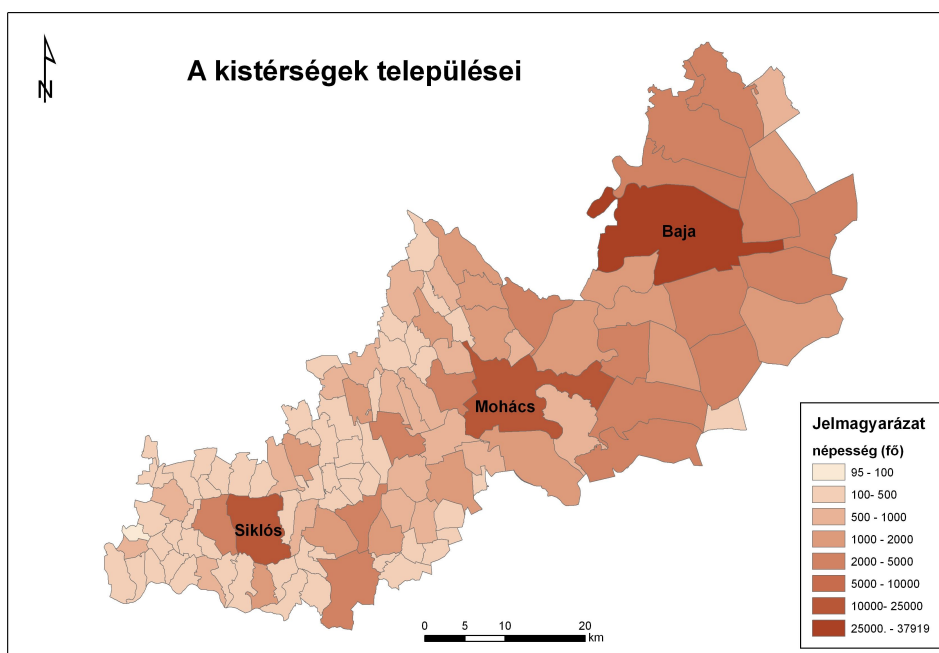 A kistérségek települései
N
Baja
Mohács
Siklós
Jelmagyarázat
népesség (fő)
95 - 100
100- 500
500 - 1000
1000 - 2000
2000 - 5000
5000 - 10000
10000- 25000
25000. - 37919
0 5 10 20
km